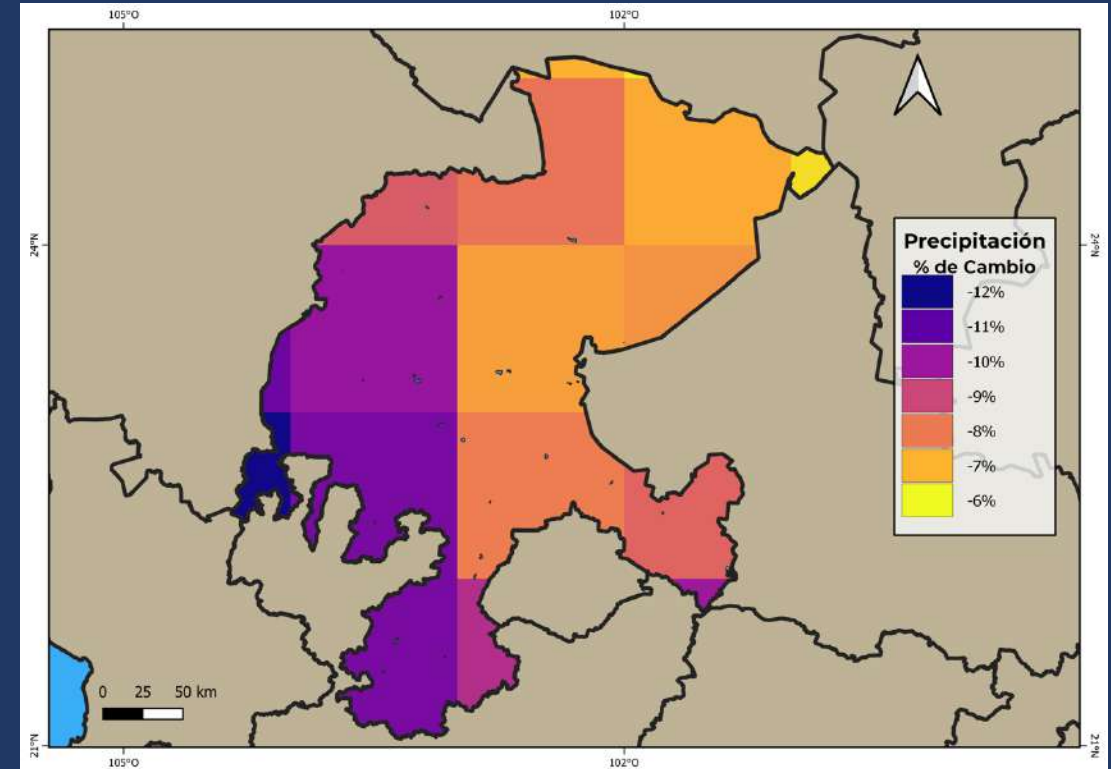 105°O
102°O
24°N
24°N
Precipitación
% de Cambio
-12%
-11%
-10%
-9%
-8%
-7%
-6%
0 25 50 km
21°N
21°N
105°O
102°O